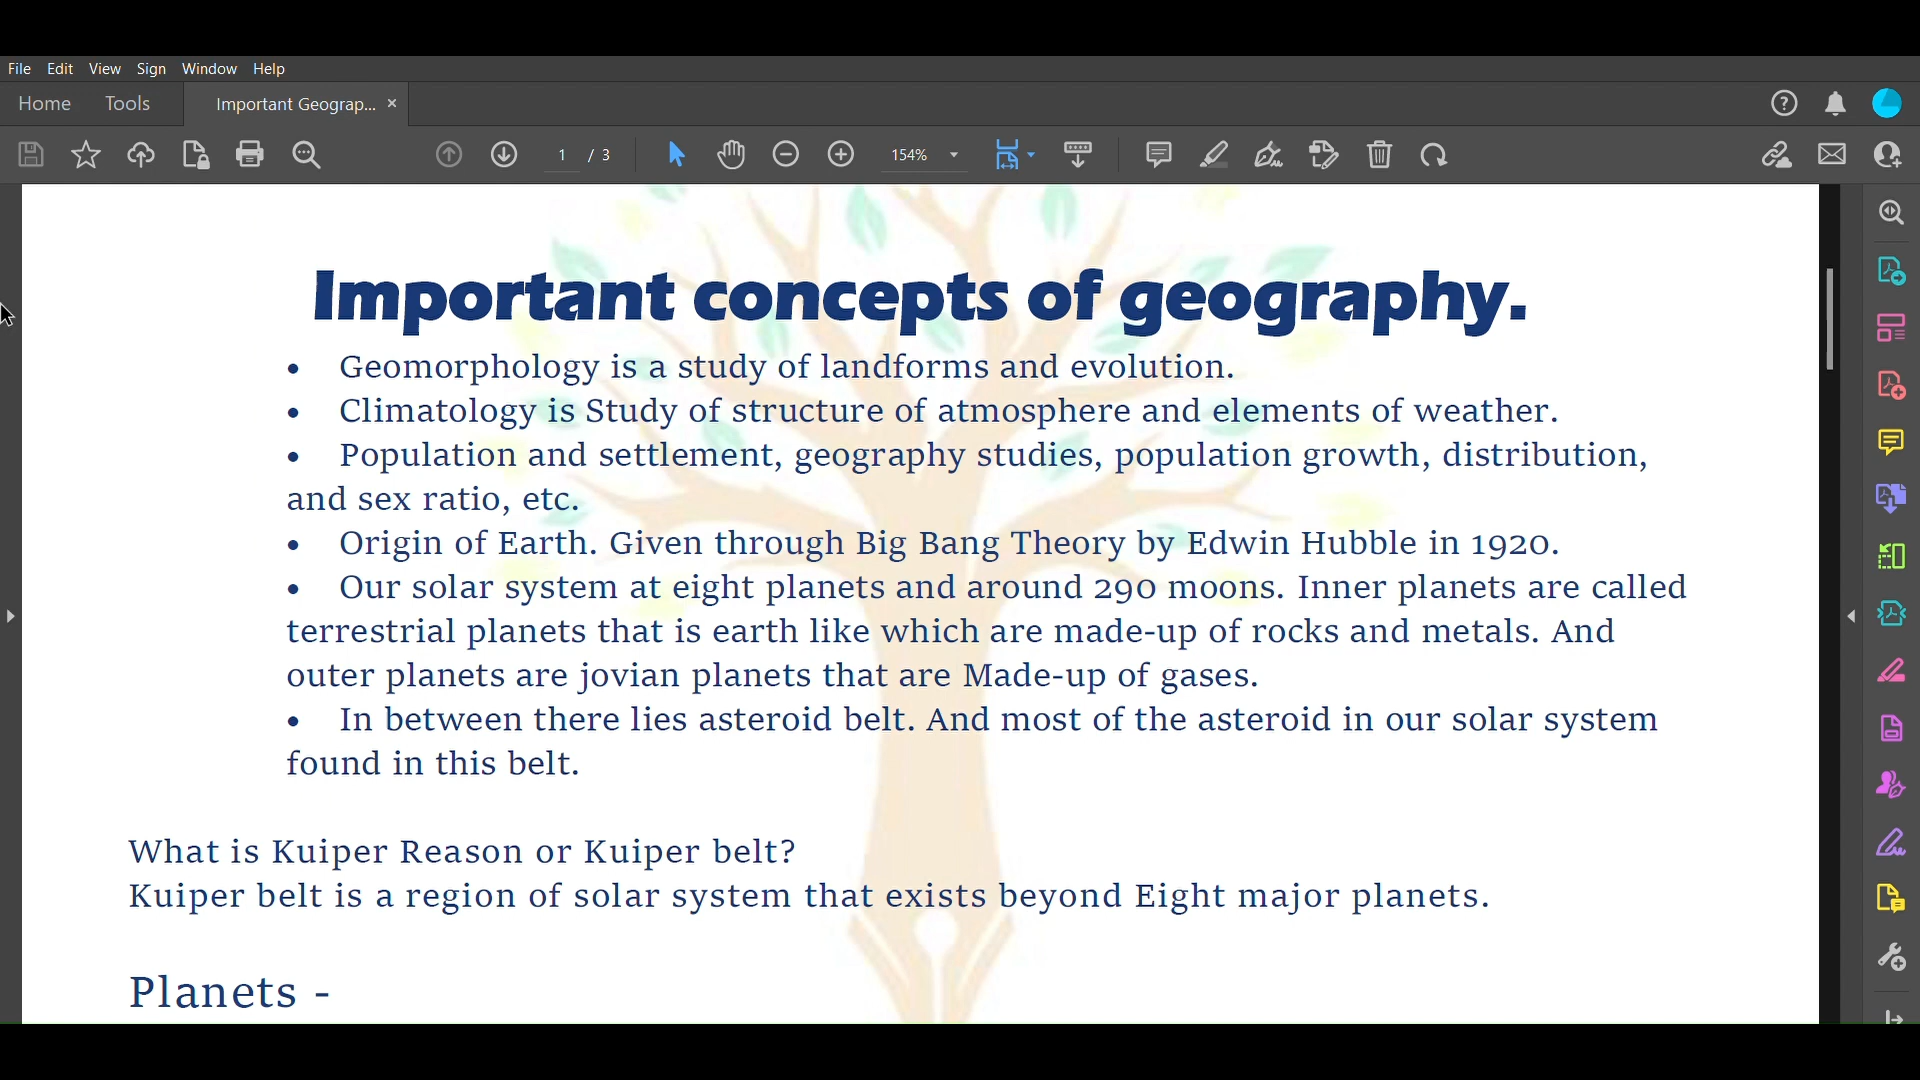 File Edit View Sign Window Help
Home Tools Important Geograp... ×
1 / 3 154%
Important concepts of geography.
• Geomorphology is a study of landforms and evolution.
• Climatology is Study of structure of atmosphere and elements of weather.
• Population and settlement, geography studies, population growth, distribution,
and sex ratio, etc.
• Origin of Earth. Given through Big Bang Theory by Edwin Hubble in 1920.
• Our solar system at eight planets and around 290 moons. Inner planets are called
terrestrial planets that is earth like which are made-up of rocks and metals. And
outer planets are jovian planets that are Made-up of gases.
• In between there lies asteroid belt. And most of the asteroid in our solar system
found in this belt.
What is Kuiper Reason or Kuiper belt?
Kuiper belt is a region of solar system that exists beyond Eight major planets.
Planets -